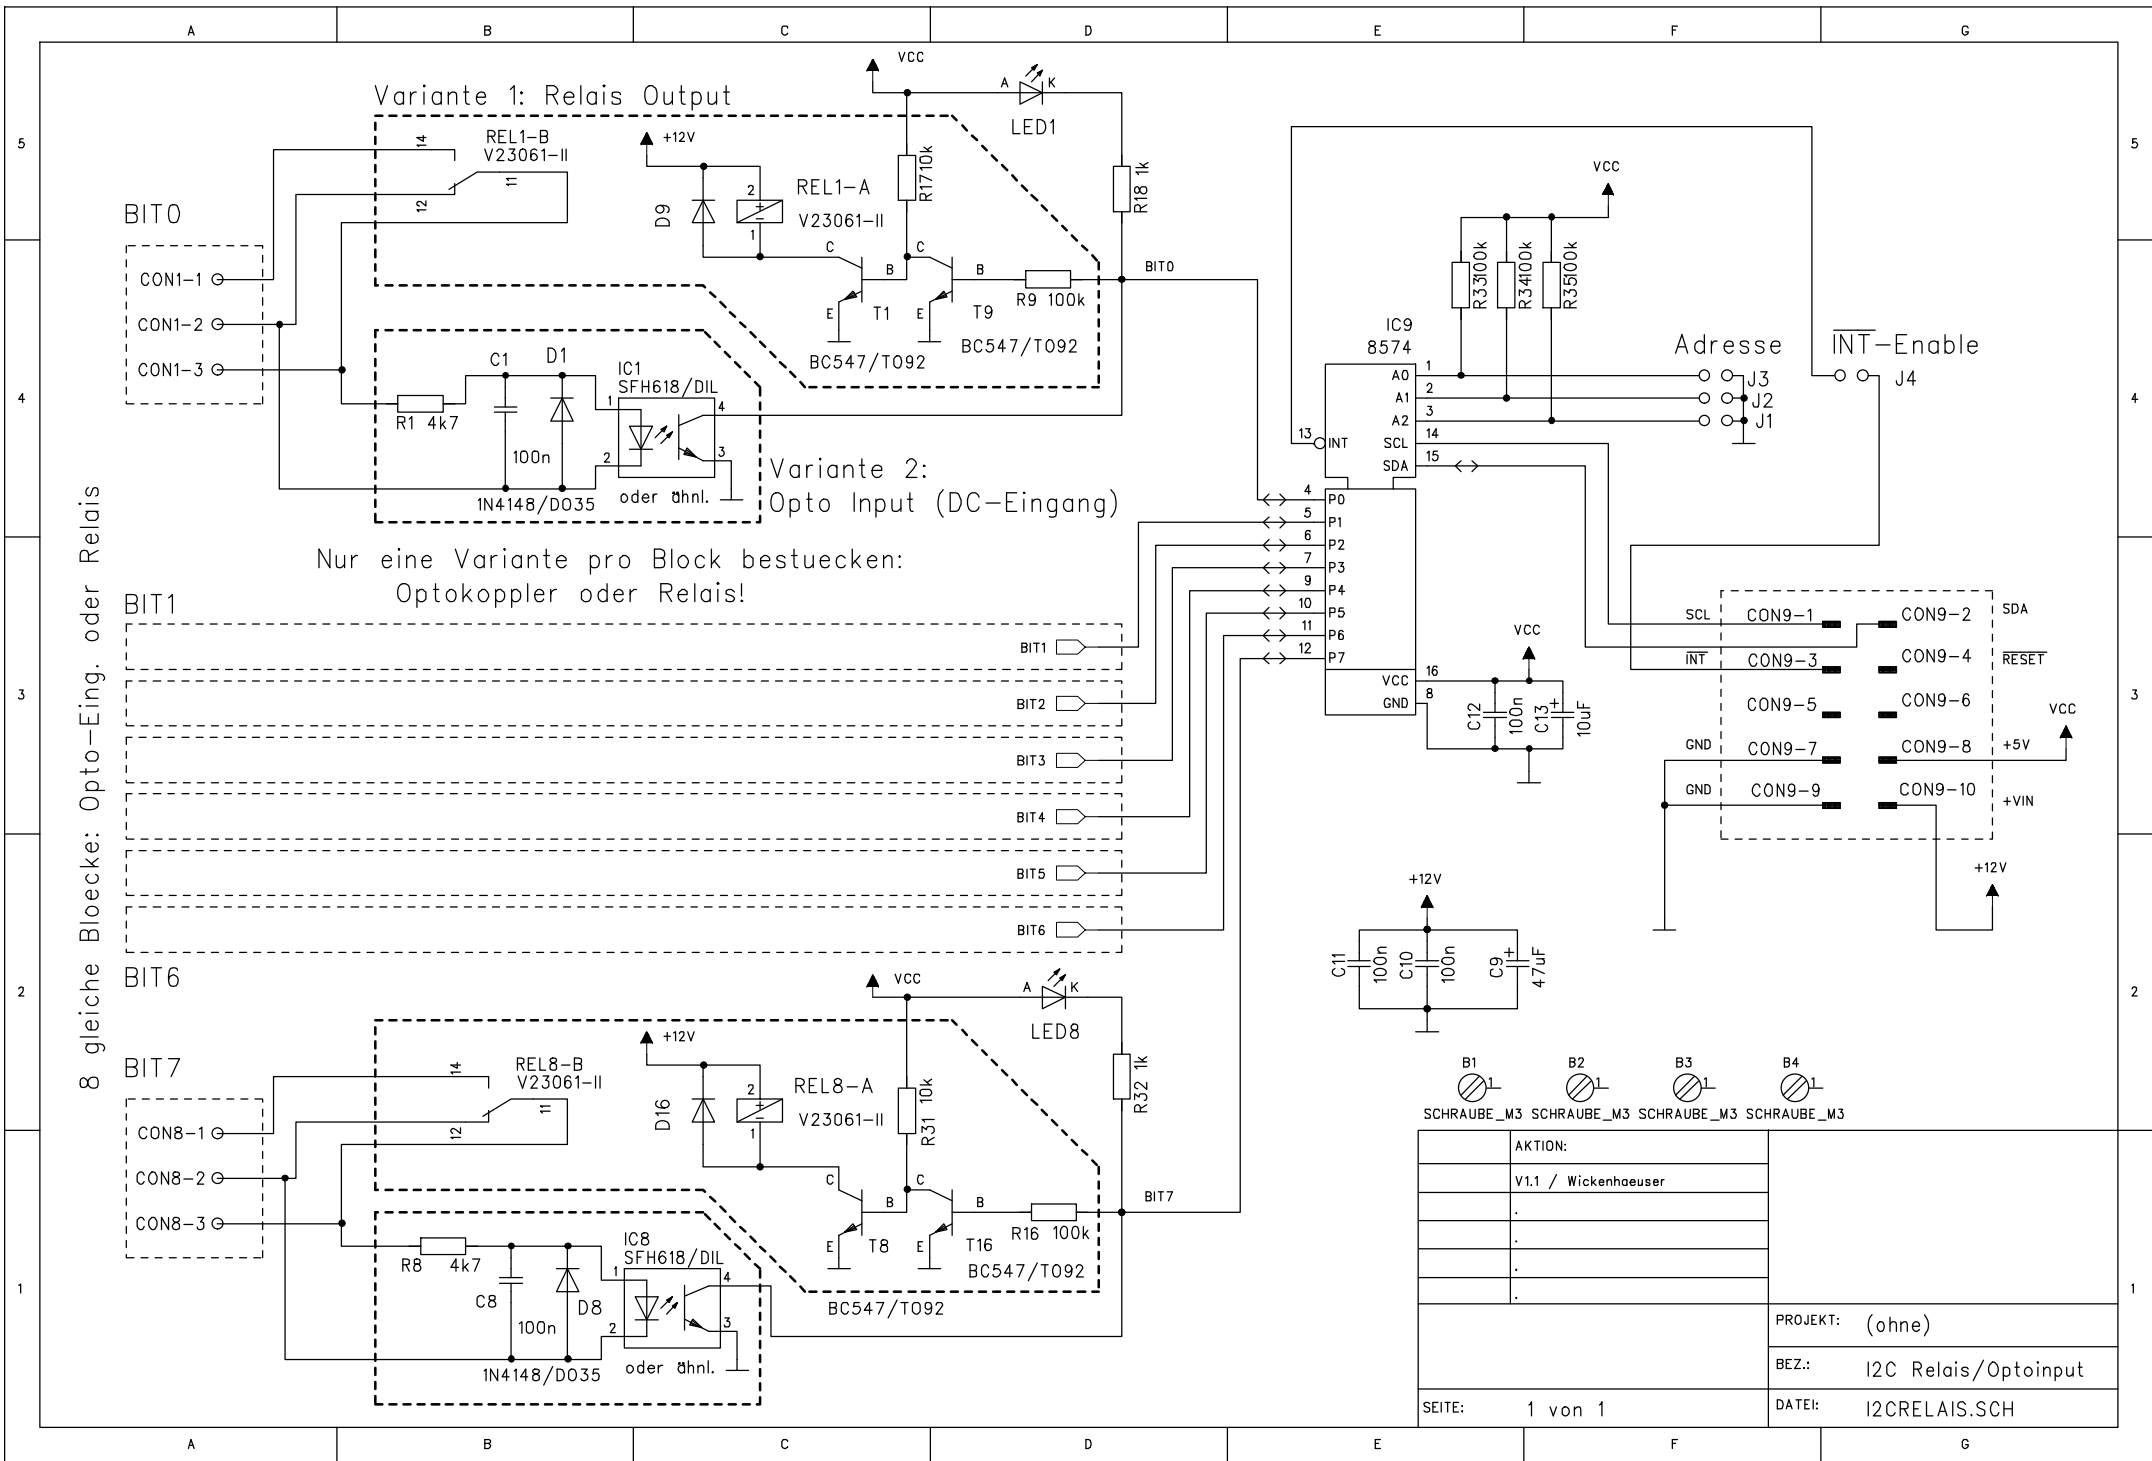 A B C D E F G
5
4
3
2
1
8 gleiche Bloecke: Opto-Eing. oder Relais
Variante 1: Relais Output
VCC
A K
LED1
R18 1k
R17 10k
+12V
REL1-B
V23061-II
14
11
12
D9
2
1
REL1-A
V23061-II
BIT0
CON1-1
CON1-2
CON1-3
C B E
T1
BC547/TO92
C B E
T9
BC547/TO92
R9 100k
BIT0
R1 4k7
C1
100n
D1
1N4148/DO35
IC1
SFH618/DIL
1
2
4
3
oder ähnl.
Variante 2:
Opto Input (DC-Eingang)
Nur eine Variante pro Block bestuecken:
Optokoppler oder Relais!
BIT1
BIT1
BIT2
BIT3
BIT4
BIT5
BIT6
BIT6
VCC
A K
LED8
R32 1k
R31 10k
+12V
REL8-B
V23061-II
14
11
12
D16
2
1
REL8-A
V23061-II
BIT7
CON8-1
CON8-2
CON8-3
C B E
T8
BC547/TO92
C B E
T16
BC547/TO92
R16 100k
BIT7
R8 4k7
C8
100n
D8
1N4148/DO35
IC8
SFH618/DIL
1
2
4
3
oder ähnl.
VCC
R33 100k
R34 100k
R35 100k
IC9
8574
1 A0
2 A1
3 A2
14 SCL
15 SDA
13 INT
4 P0
5 P1
6 P2
7 P3
9 P4
10 P5
11 P6
12 P7
VCC 16
GND 8
Adresse
J3
J2
J1
INT-Enable
J4
VCC
C12 100n
C13 + 10uF
SCL CON9-1 CON9-2 SDA
INT CON9-3 CON9-4 RESET
CON9-5 CON9-6
GND CON9-7 CON9-8 +5V
GND CON9-9 CON9-10 +VIN
VCC
+12V
+12V
C11 100n
C10 100n
C9 + 47uF
B1 B2 B3 B4
1 1 1 1
SCHRAUBE_M3 SCHRAUBE_M3 SCHRAUBE_M3 SCHRAUBE_M3
AKTION:
V1.1 / Wickenhaeuser
.
.
.
.
PROJEKT: (ohne)
BEZ.: I2C Relais/Optoinput
SEITE: 1 von 1
DATEI: I2CRELAIS.SCH
5
4
3
2
1
A B C D E F G